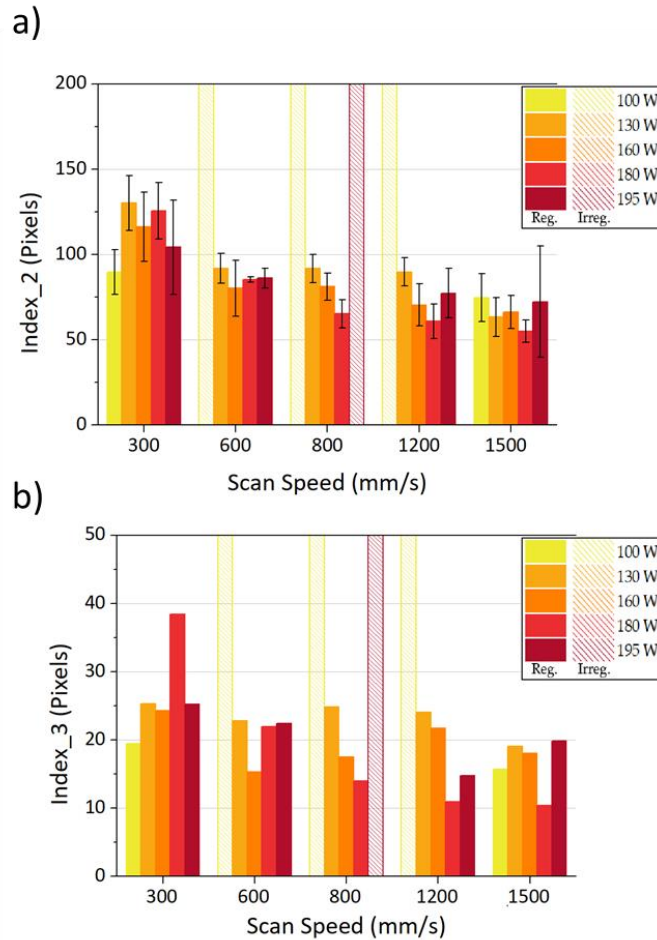 a)
200
150
100
50
0
Index_2 (Pixels)
300 600 800 1200 1500
Scan Speed (mm/s)
100 W
130 W
160 W
180 W
195 W
Reg. Irreg.
b)
50
40
30
20
10
0
Index_3 (Pixels)
300 600 800 1200 1500
Scan Speed (mm/s)
100 W
130 W
160 W
180 W
195 W
Reg. Irreg.